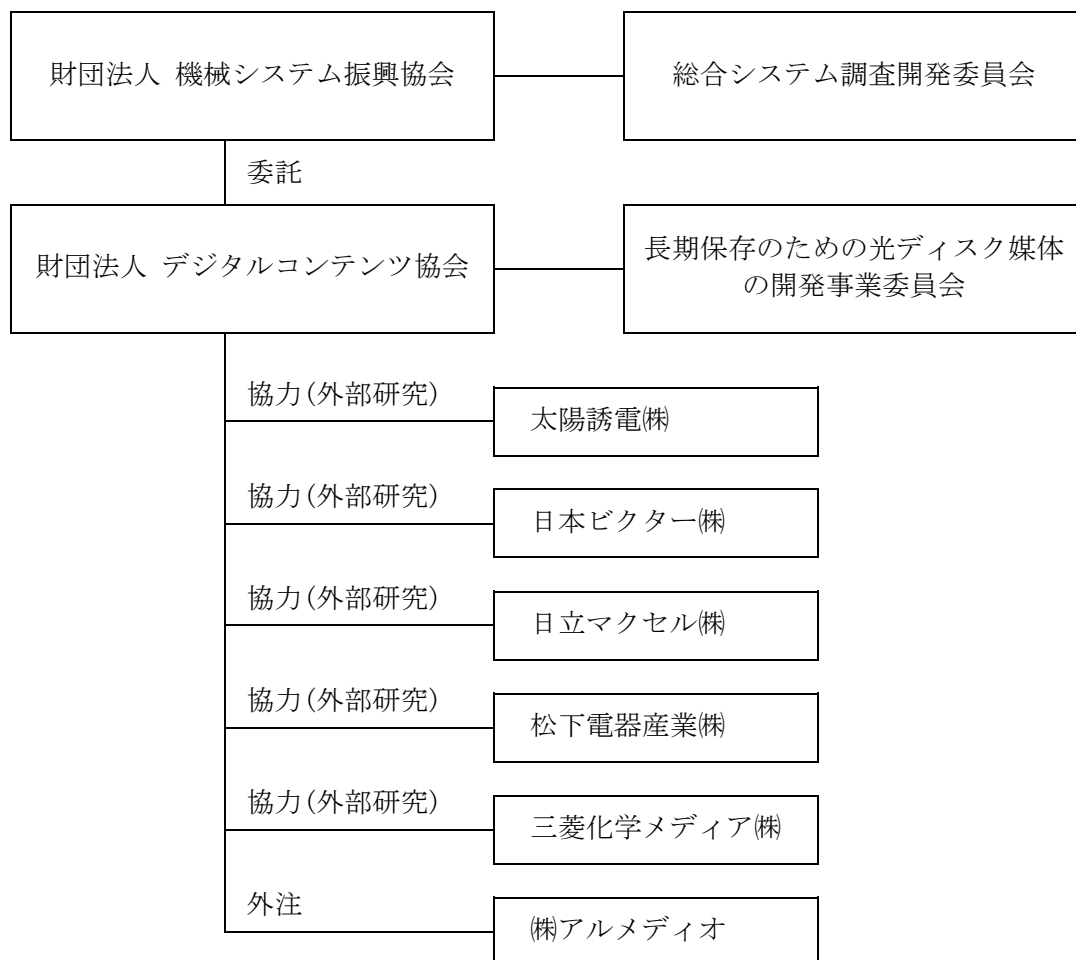 財団法人 機械システム振興協会
総合システム調査開発委員会
委託
財団法人 デジタルコンテンツ協会
長期保存のための光ディスク媒体
の開発事業委員会
協力(外部研究)
太陽誘電㈱
協力(外部研究)
日本ビクター㈱
協力(外部研究)
日立マクセル㈱
協力(外部研究)
松下電器産業㈱
協力(外部研究)
三菱化学メディア㈱
外注
㈱アルメディオ